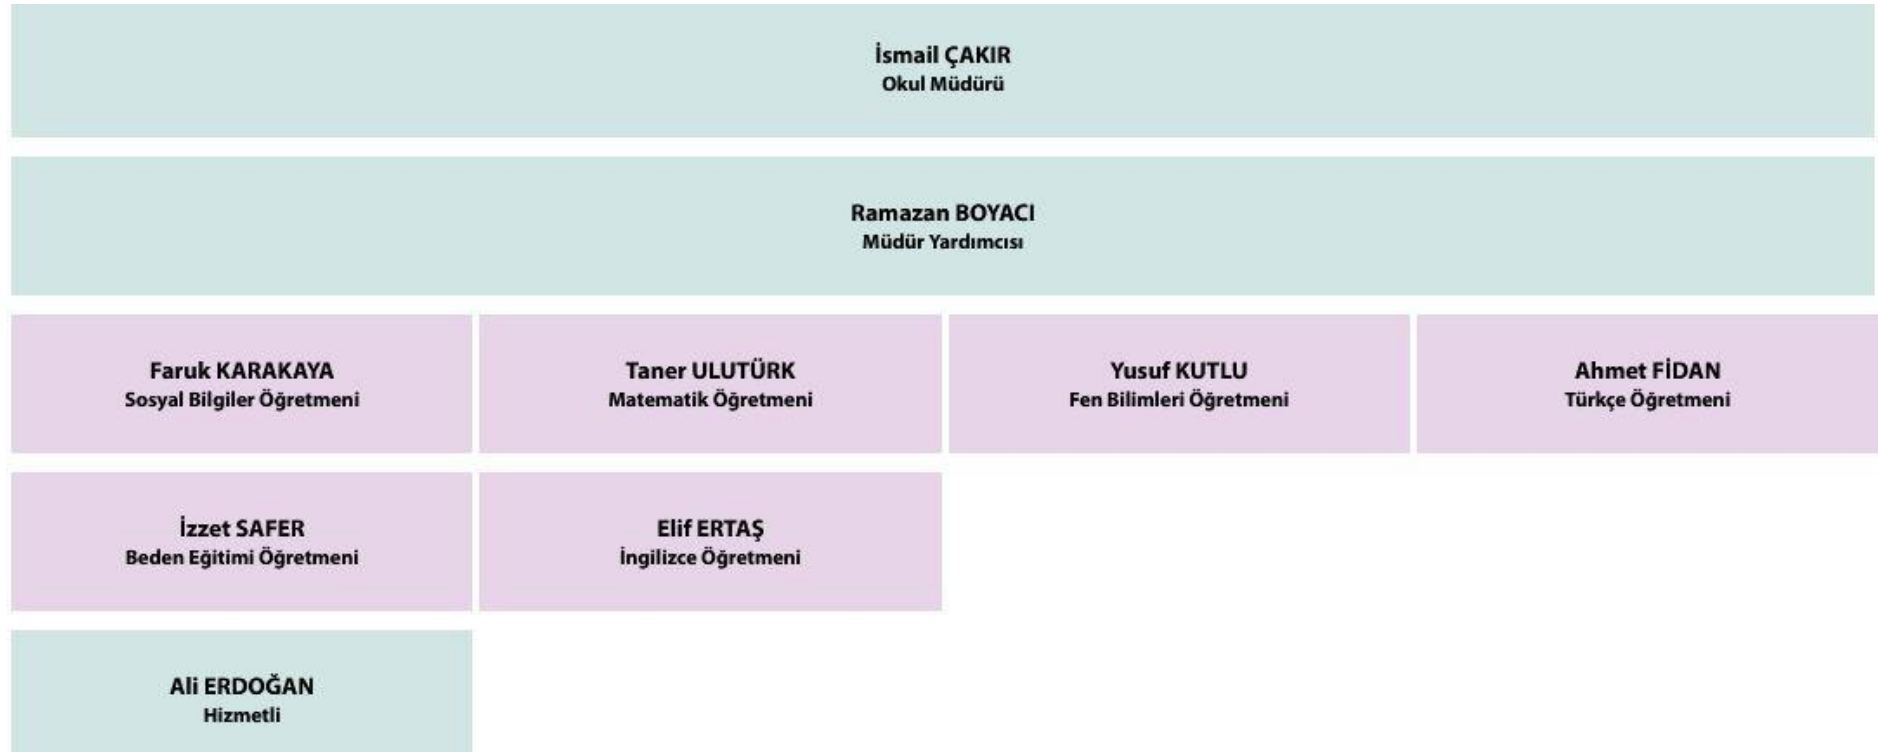 İsmail ÇAKIR
Okul Müdürü
Ramazan BOYACI
Müdür Yardımcısı
Faruk KARAKAYA
Sosyal Bilgiler Öğretmeni
Taner ULUTÜRK
Matematik Öğretmeni
Yusuf KUTLU
Fen Bilimleri Öğretmeni
Ahmet FİDAN
Türkçe Öğretmeni
İzzet SAFER
Beden Eğitimi Öğretmeni
Elif ERTAŞ
İngilizce Öğretmeni
Ali ERDOĞAN
Hizmetli